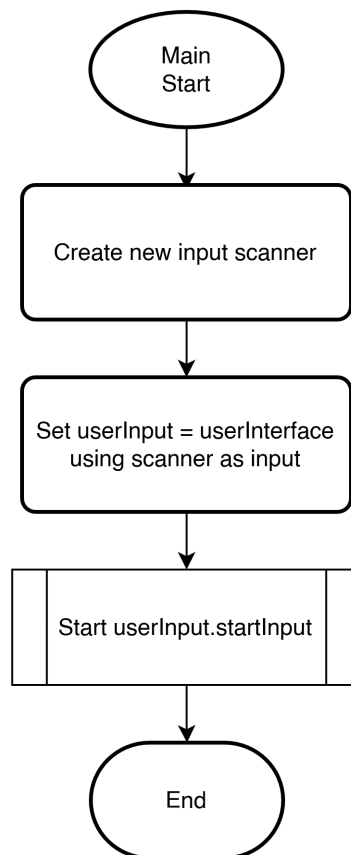 Main
Start
Create new input scanner
Set userInput = userInterface
using scanner as input
Start userInput.startInput
End